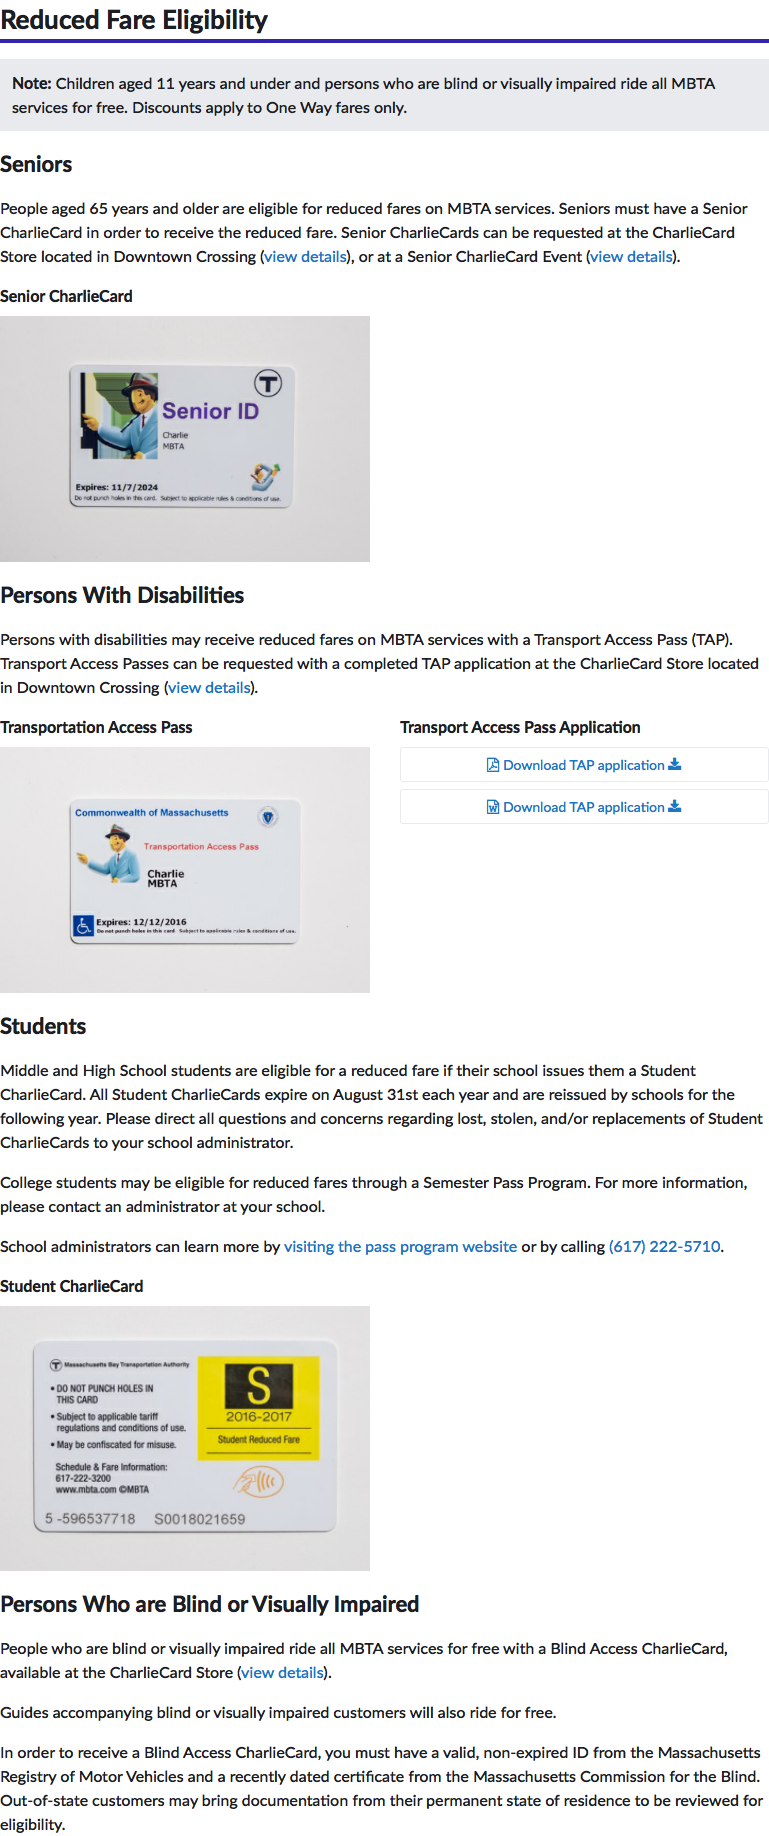 Reduced Fare Eligibility
Note: Children aged 11 years and under and persons who are blind or visually impaired ride all MBTA
services for free. Discounts apply to One Way fares only.
Seniors
People aged 65 years and older are eligible for reduced fares on MBTA services. Seniors must have a Senior
CharlieCard in order to receive the reduced fare. Senior CharlieCards can be requested at the CharlieCard
Store located in Downtown Crossing (view details), or at a Senior CharlieCard Event (view details).
Senior CharlieCard
T
Senior ID
Charlie
MBTA
Expires: 11/7/2024
Do not punch holes in this card. Subject to applicable rules & conditions of use.
Persons With Disabilities
Persons with disabilities may receive reduced fares on MBTA services with a Transport Access Pass (TAP).
Transport Access Passes can be requested with a completed TAP application at the CharlieCard Store located
in Downtown Crossing (view details).
Transportation Access Pass
Commonwealth of Massachusetts
Transportation Access Pass
Charlie
MBTA
Expires: 12/12/2016
Do not punch holes in this card Subject to applicable rules & conditions of use.
Transport Access Pass Application
Download TAP application
Download TAP application
Students
Middle and High School students are eligible for a reduced fare if their school issues them a Student
CharlieCard. All Student CharlieCards expire on August 31st each year and are reissued by schools for the
following year. Please direct all questions and concerns regarding lost, stolen, and/or replacements of Student
CharlieCards to your school administrator.
College students may be eligible for reduced fares through a Semester Pass Program. For more information,
please contact an administrator at your school.
School administrators can learn more by visiting the pass program website or by calling (617) 222-5710.
Student CharlieCard
T Massachusetts Bay Transportation Authority
• DO NOT PUNCH HOLES IN
THIS CARD
• Subject to applicable tariff
regulations and conditions of use.
• May be confiscated for misuse.
Schedule & Fare Information:
617-222-3200
www.mbta.com ©MBTA
S
2016-2017
Student Reduced Fare
5 -596537718 S0018021659
Persons Who are Blind or Visually Impaired
People who are blind or visually impaired ride all MBTA services for free with a Blind Access CharlieCard,
available at the CharlieCard Store (view details).
Guides accompanying blind or visually impaired customers will also ride for free.
In order to receive a Blind Access CharlieCard, you must have a valid, non-expired ID from the Massachusetts
Registry of Motor Vehicles and a recently dated certificate from the Massachusetts Commission for the Blind.
Out-of-state customers may bring documentation from their permanent state of residence to be reviewed for
eligibility.